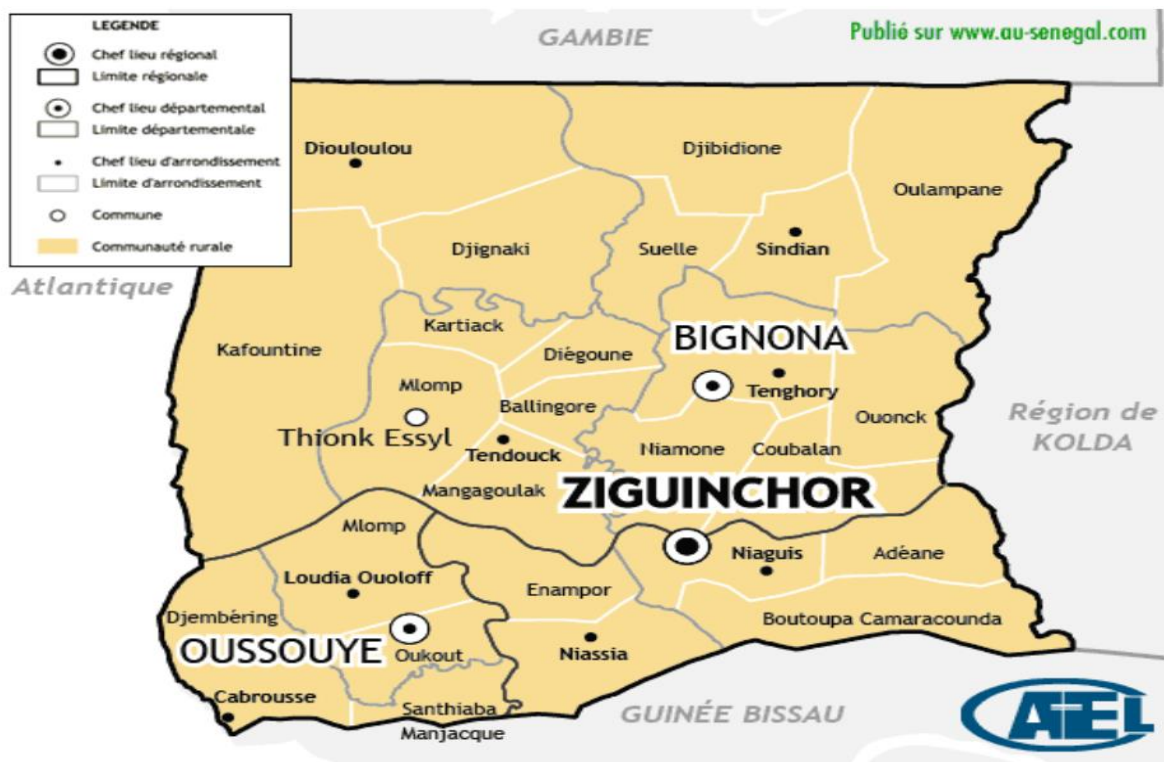 LEGENDE
Chef lieu régional
Limite régionale
Chef lieu départemental
Limite départementale
Chef lieu d'arrondissement
Limite d'arrondissement
Commune
Communauté rurale
GAMBIE
Publié sur www.au-senegal.com
Diouloulou
Djibidione
Oulampane
Djignaki
Suelle
Sindian
Atlantique
Kartiack
BIGNONA
Kafountine
Diégoune
Mlomp
Tenghory
Ballingore
Région de
KOLDA
Ouonck
Thionk Essyl
Tendouck
Niamone
Coubalan
Mangagoulak
ZIGUINCHOR
Mlomp
Niaguis
Adéane
Loudia Ouoloff
Enampor
Djembéring
Boutoupa Camaracounda
OUSSOUYE
Oukout
Niassia
Cabrousse
Santhiaba
Manjacque
GUINÉE BISSAU
ATEL